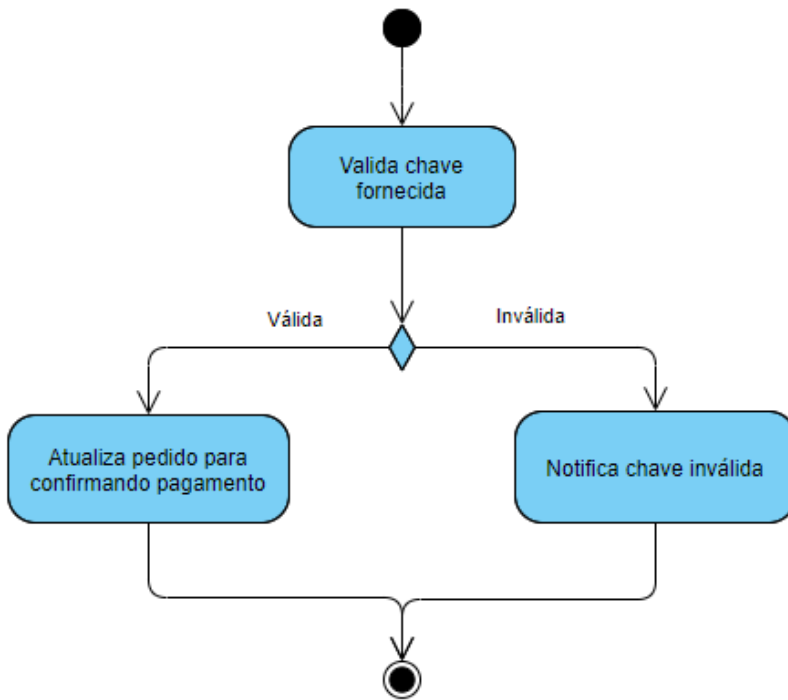 Valida chave
fornecida
Válida
Inválida
Atualiza pedido para
confirmando pagamento
Notifica chave inválida